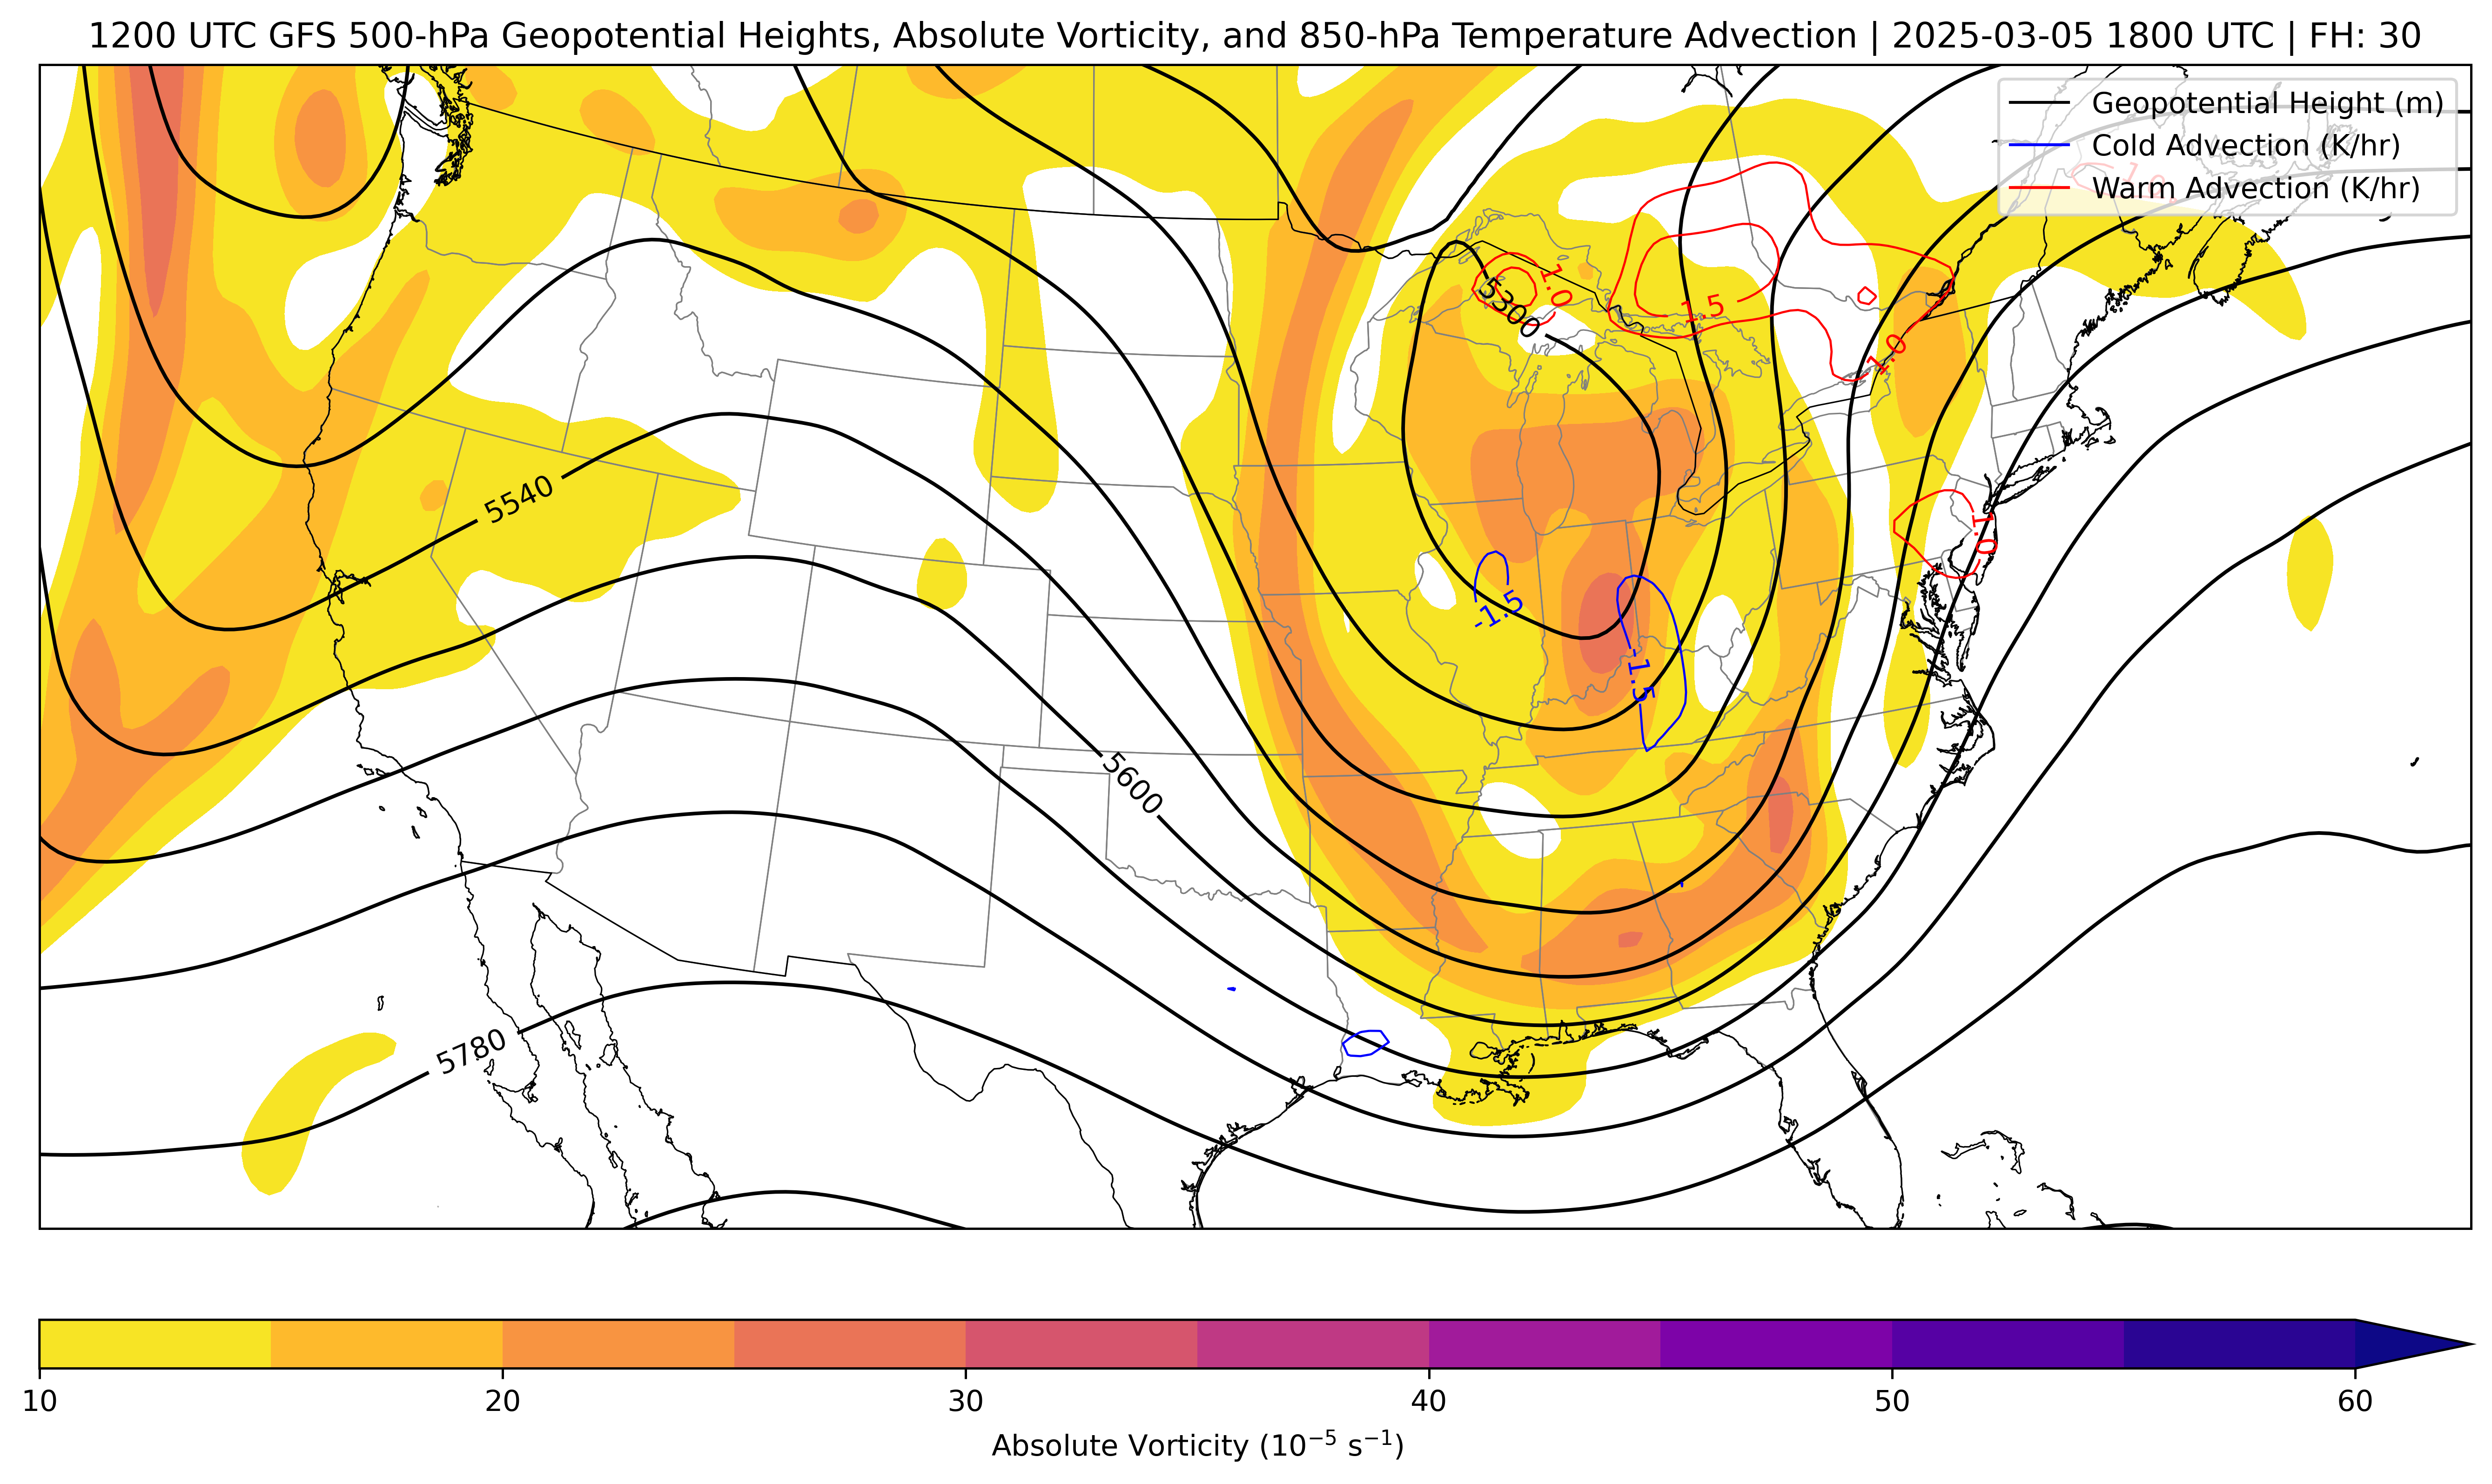 1200 UTC GFS 500-hPa Geopotential Heights, Absolute Vorticity, and 850-hPa Temperature Advection | 2025-03-05 1800 UTC | FH: 30
Geopotential Height (m)
Cold Advection (K/hr)
Warm Advection (K/hr)
1.0
1.0
5300
1.5
1.0
5540
1.0
-1.5
-1.5
5600
5780
10 20 30 40 50 60
Absolute Vorticity (10⁻⁵ s⁻¹)